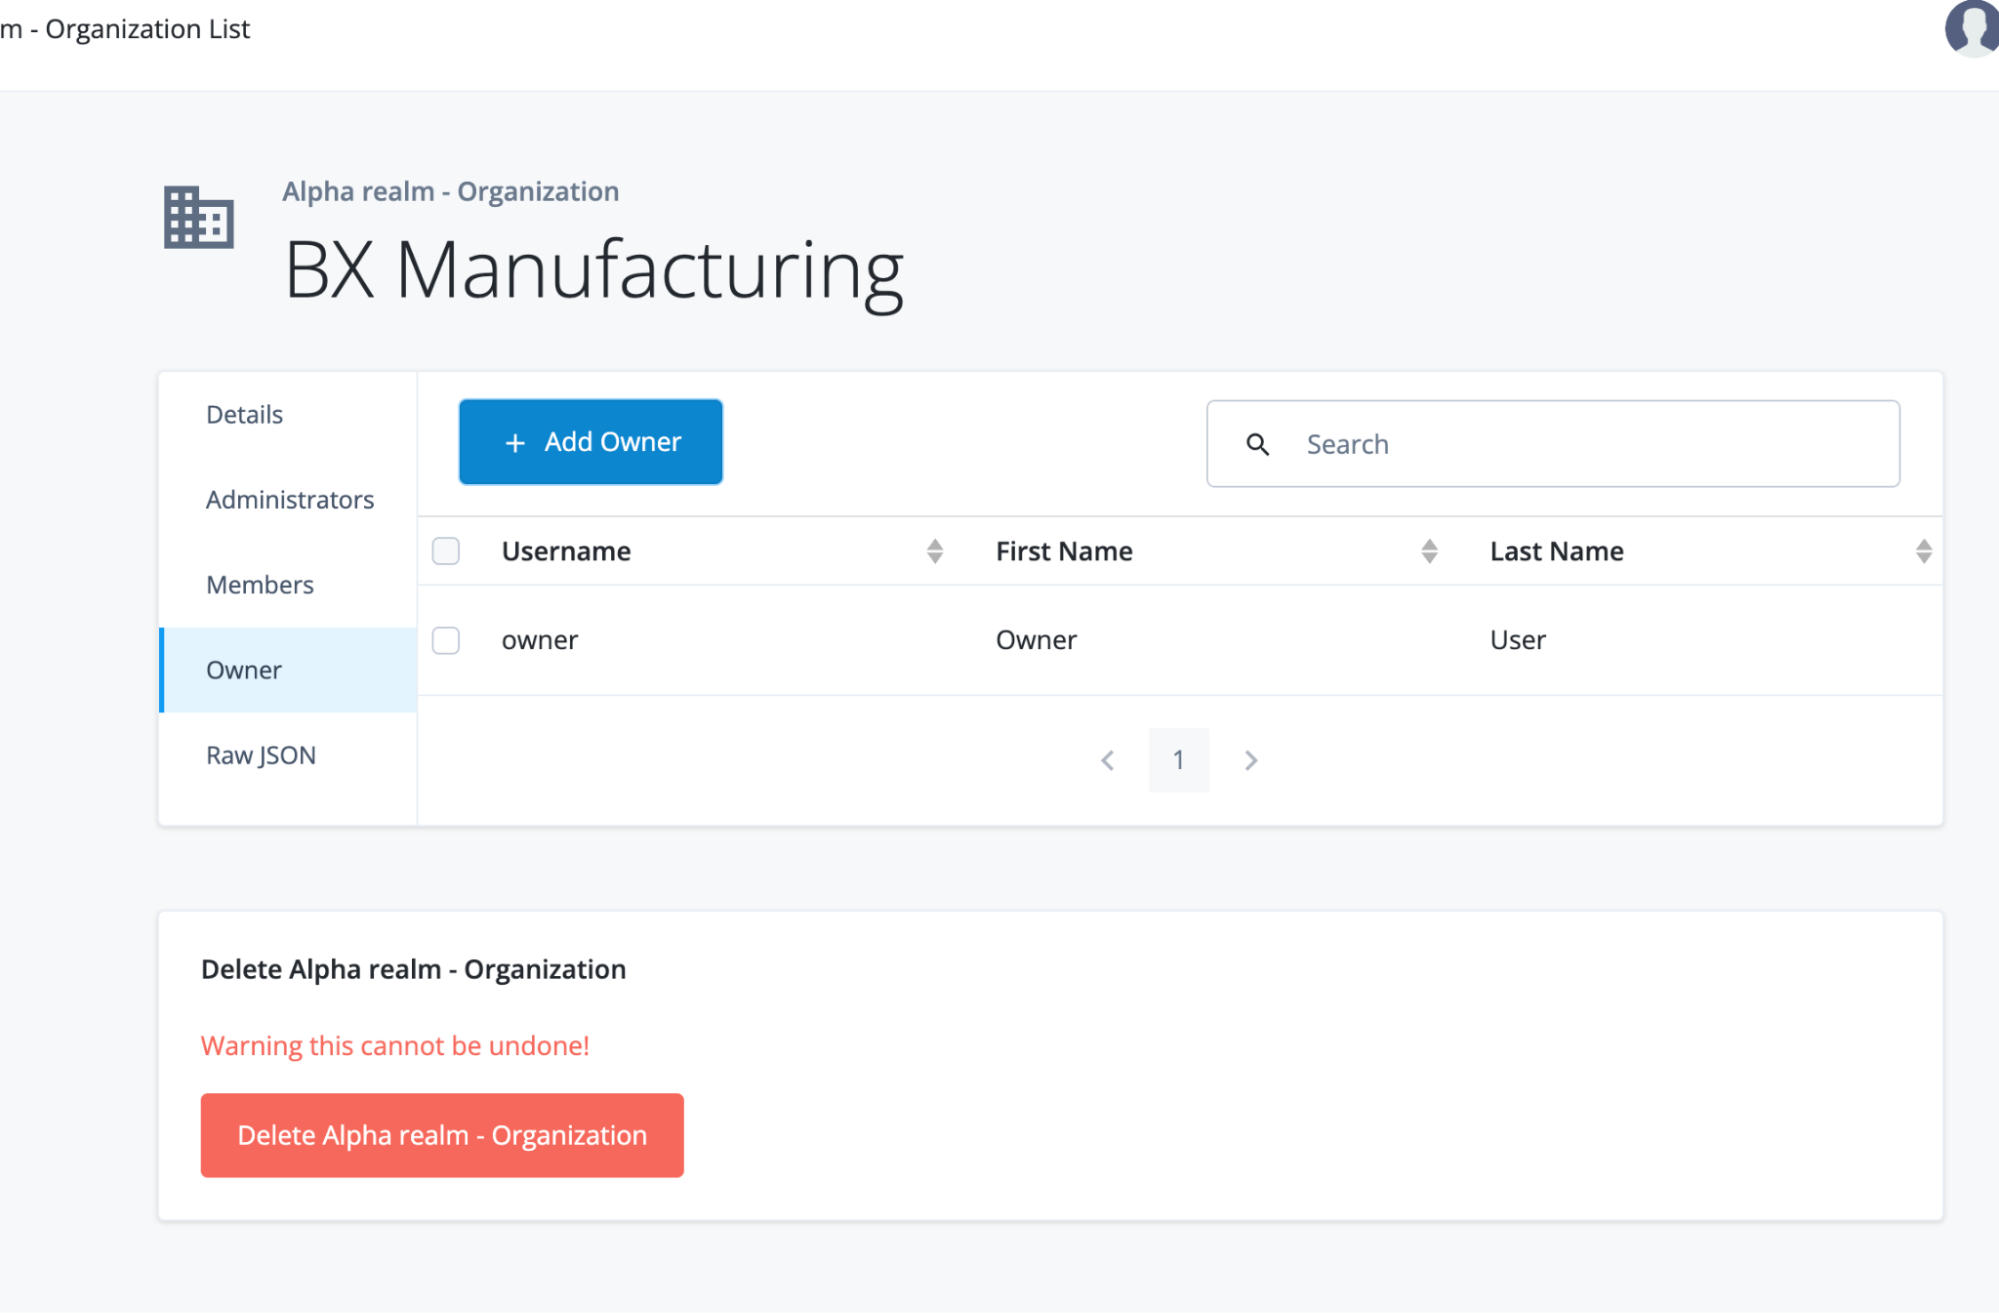 m - Organization List
Alpha realm - Organization
BX Manufacturing
Details
Administrators
Members
Owner
Raw JSON
+ Add Owner
Search
Username First Name Last Name
owner Owner User
1
Delete Alpha realm - Organization
Warning this cannot be undone!
Delete Alpha realm - Organization